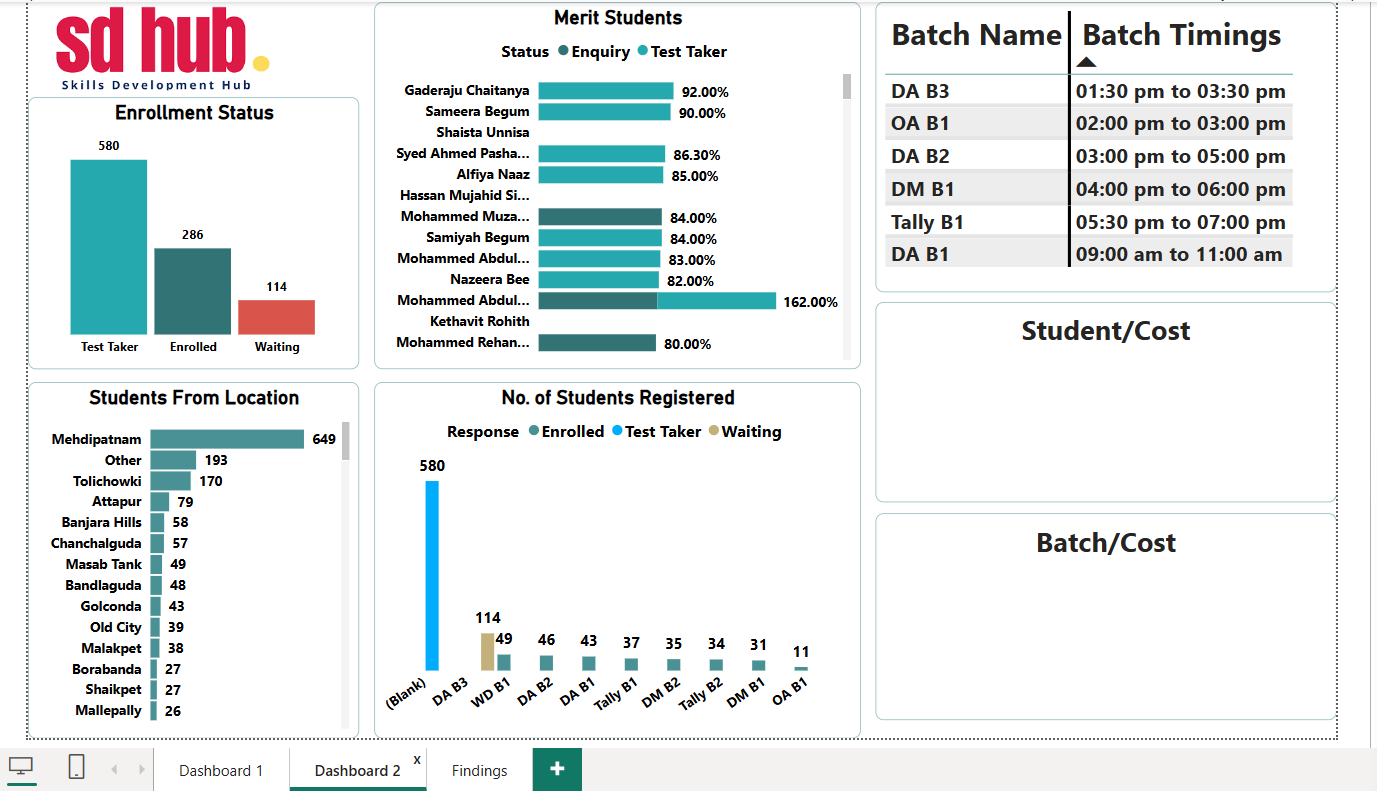 sd hub.
Skills Development Hub
Enrollment Status
580
286
114
Test Taker Enrolled Waiting
Students From Location
Mehdipatnam 649
Other 193
Tolichowki 170
Attapur 79
Banjara Hills 58
Chanchalguda 57
Masab Tank 49
Bandlaguda 48
Golconda 43
Old City 39
Malakpet 38
Borabanda 27
Shaikpet 27
Mallepally 26
Merit Students
Status Enquiry Test Taker
Gaderaju Chaitanya 92.00%
Sameera Begum 90.00%
Shaista Unnisa
Syed Ahmed Pasha... 86.30%
Alfiya Naaz 85.00%
Hassan Mujahid Si...
Mohammed Muza... 84.00%
Samiyah Begum 84.00%
Mohammed Abdul... 83.00%
Nazeera Bee 82.00%
Mohammed Abdul... 162.00%
Kethavit Rohith
Mohammed Rehan... 80.00%
No. of Students Registered
Response Enrolled Test Taker Waiting
580
114
49 46 43 37 35 34 31 11
(Blank) DA B3 WD B1 DA B2 DA B1 Tally B1 DM B2 Tally B2 DM B1 OA B1
Batch Name Batch Timings
DA B3 01:30 pm to 03:30 pm
OA B1 02:00 pm to 03:00 pm
DA B2 03:00 pm to 05:00 pm
DM B1 04:00 pm to 06:00 pm
Tally B1 05:30 pm to 07:00 pm
DA B1 09:00 am to 11:00 am
Student/Cost
Batch/Cost
Dashboard 1 Dashboard 2 x Findings +